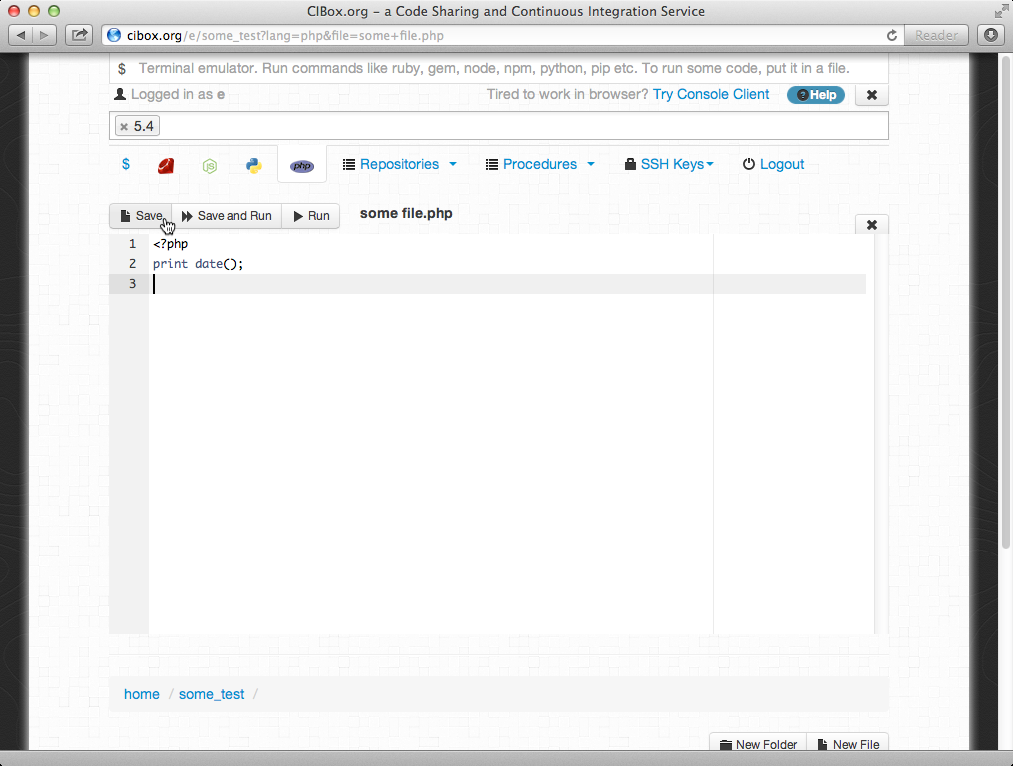 CIBox.org – a Code Sharing and Continuous Integration Service
cibox.org/e/some_test?lang=php&file=some+file.php
Reader
$ Terminal emulator. Run commands like ruby, gem, node, npm, python, pip etc. To run some code, put it in a file.
Logged in as e
Tired to work in browser? Try Console Client
Help
5.4
$
JS
php
Repositories
Procedures
SSH Keys
Logout
Save
Save and Run
Run
some file.php
1 <?php
2 print date();
3
home / some_test /
New Folder
New File